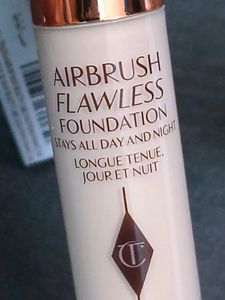 AIRBRUSH
FLAWLESS
FOUNDATION
STAYS ALL DAY AND NIGHT
LONGUE TENUE,
JOUR ET NUIT
CT